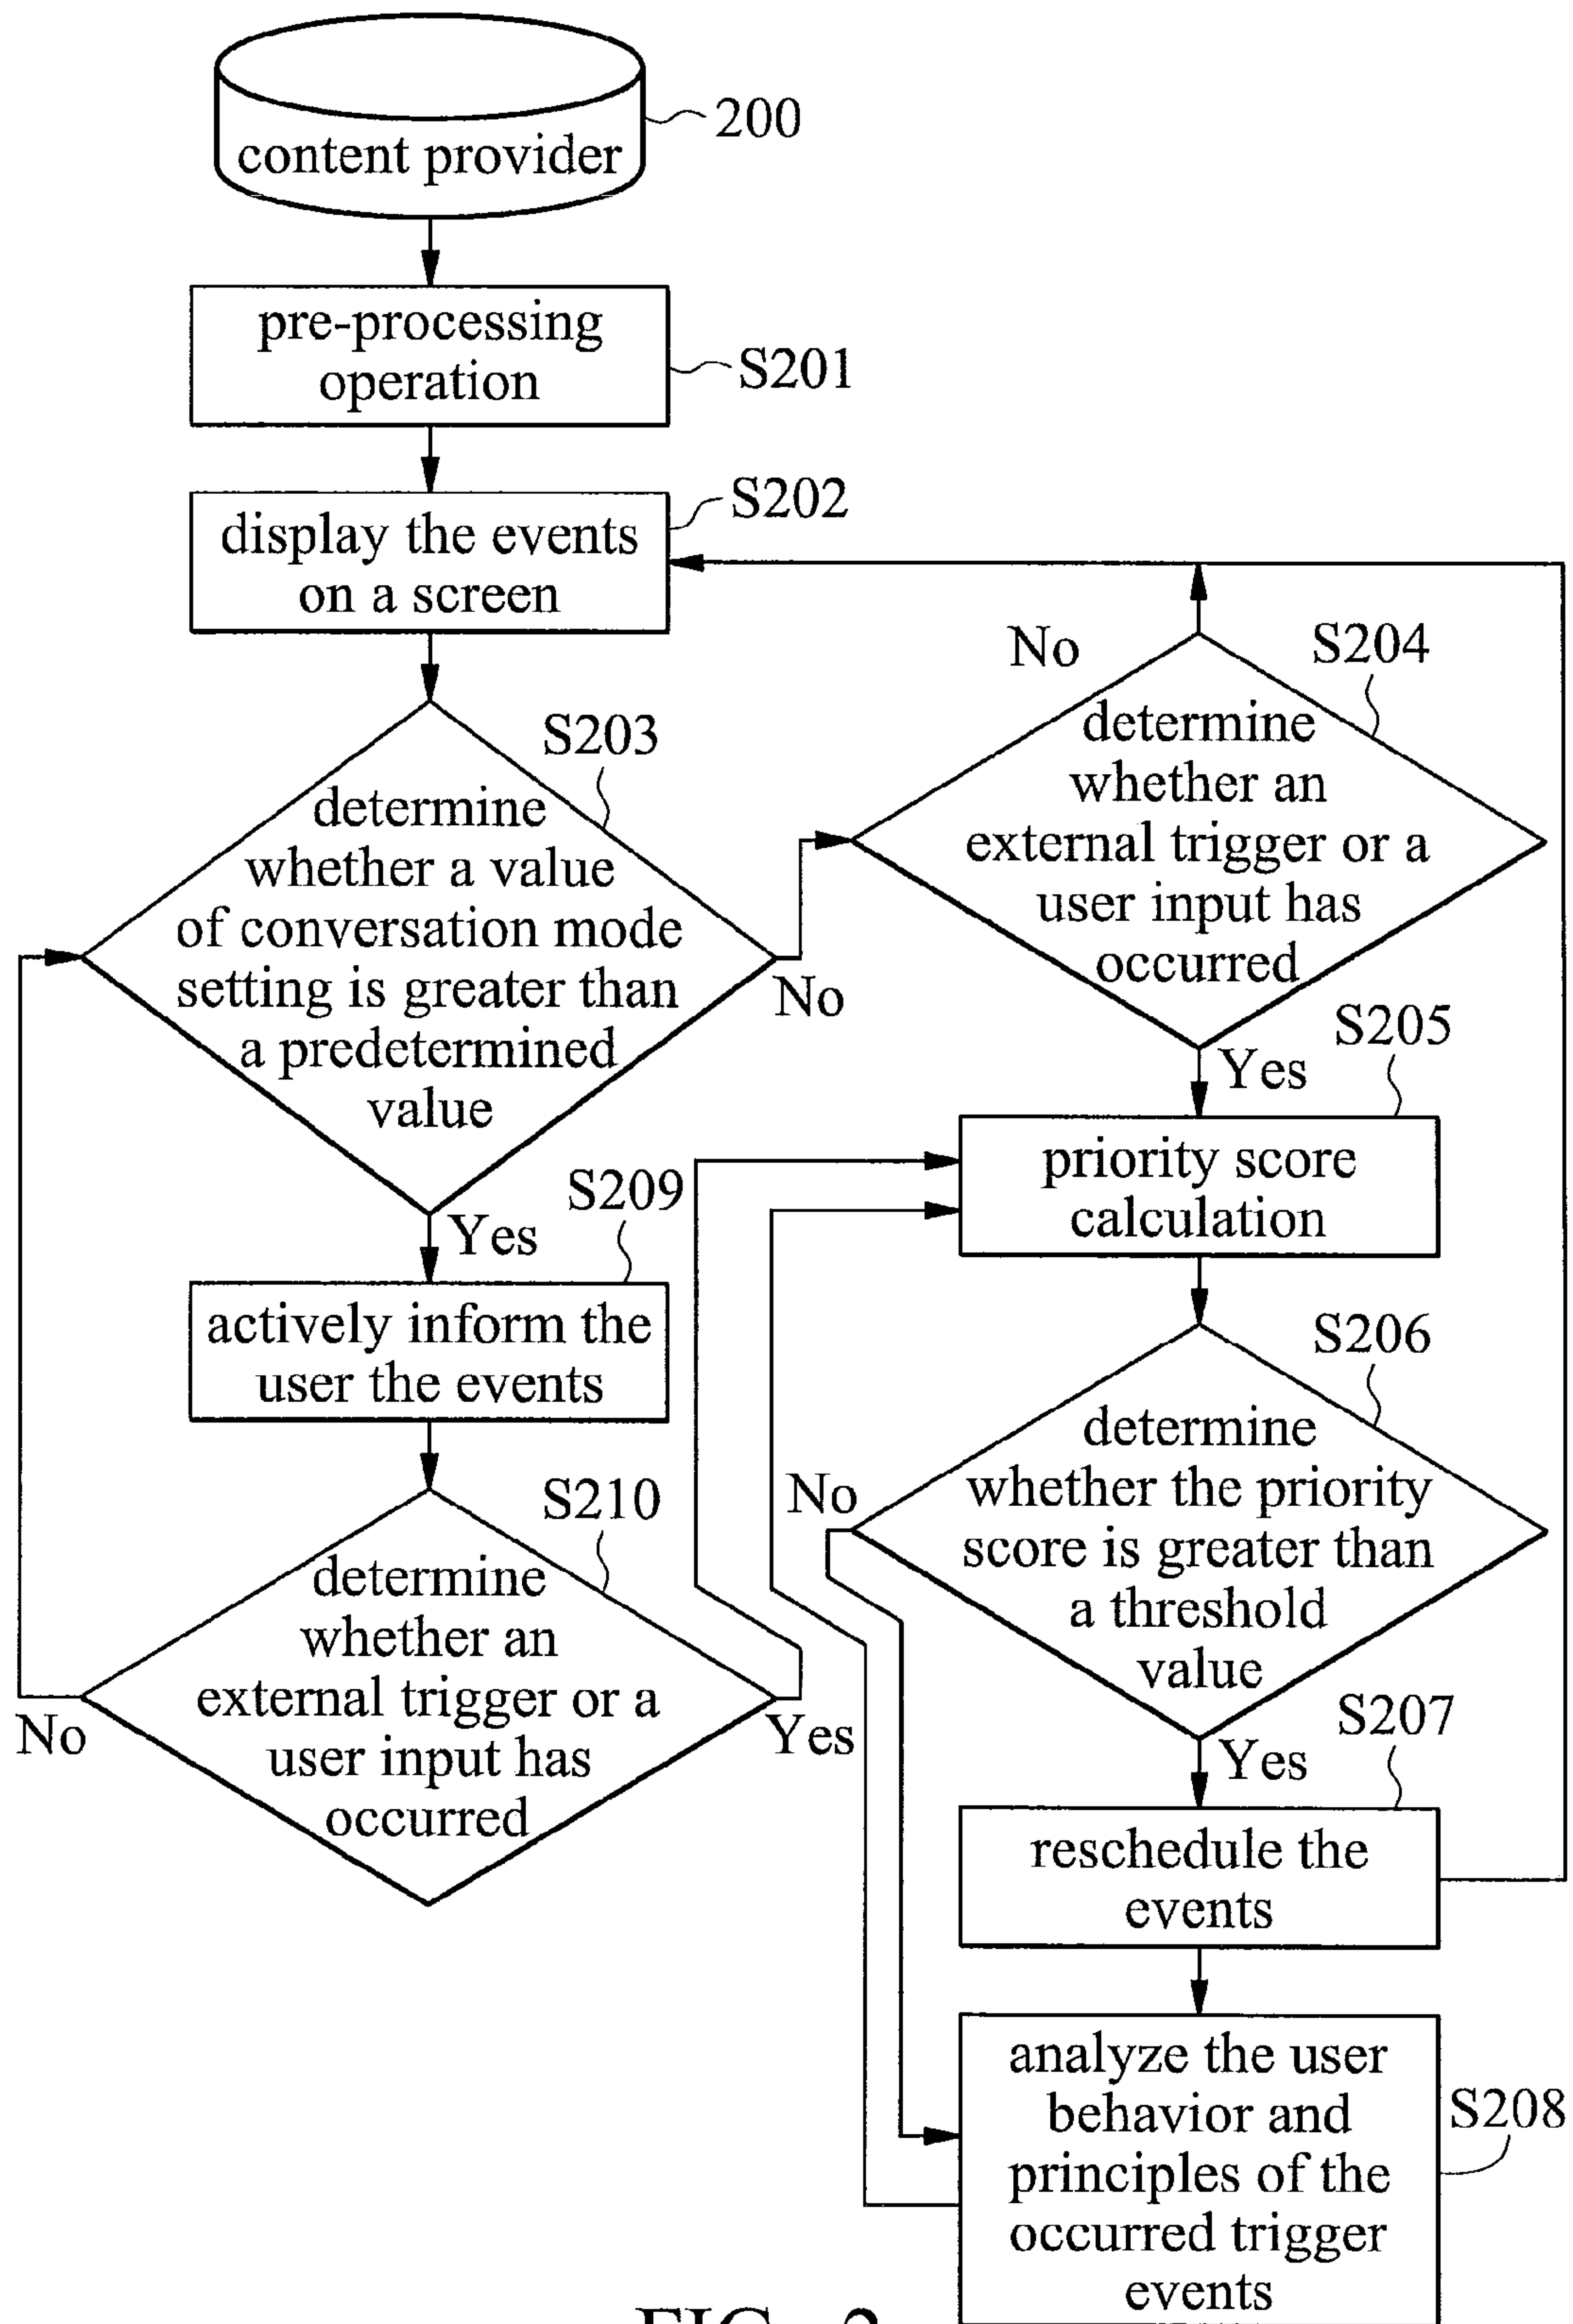 content provider
200
pre-processing
operation
S201
display the events
on a screen
S202
determine
whether a value
of conversation mode
setting is greater than
a predetermined
value
S203
No
Yes
determine
whether an
external trigger or a
user input has
occurred
S204
No
Yes
priority score
calculation
S205
determine
whether the priority
score is greater than
a threshold
value
S206
No
Yes
reschedule the
events
S207
analyze the user
behavior and
principles of the
occurred trigger
events
S208
actively inform the
user the events
S209
determine
whether an
external trigger or a
user input has
occurred
S210
No
Yes
FIG. 2